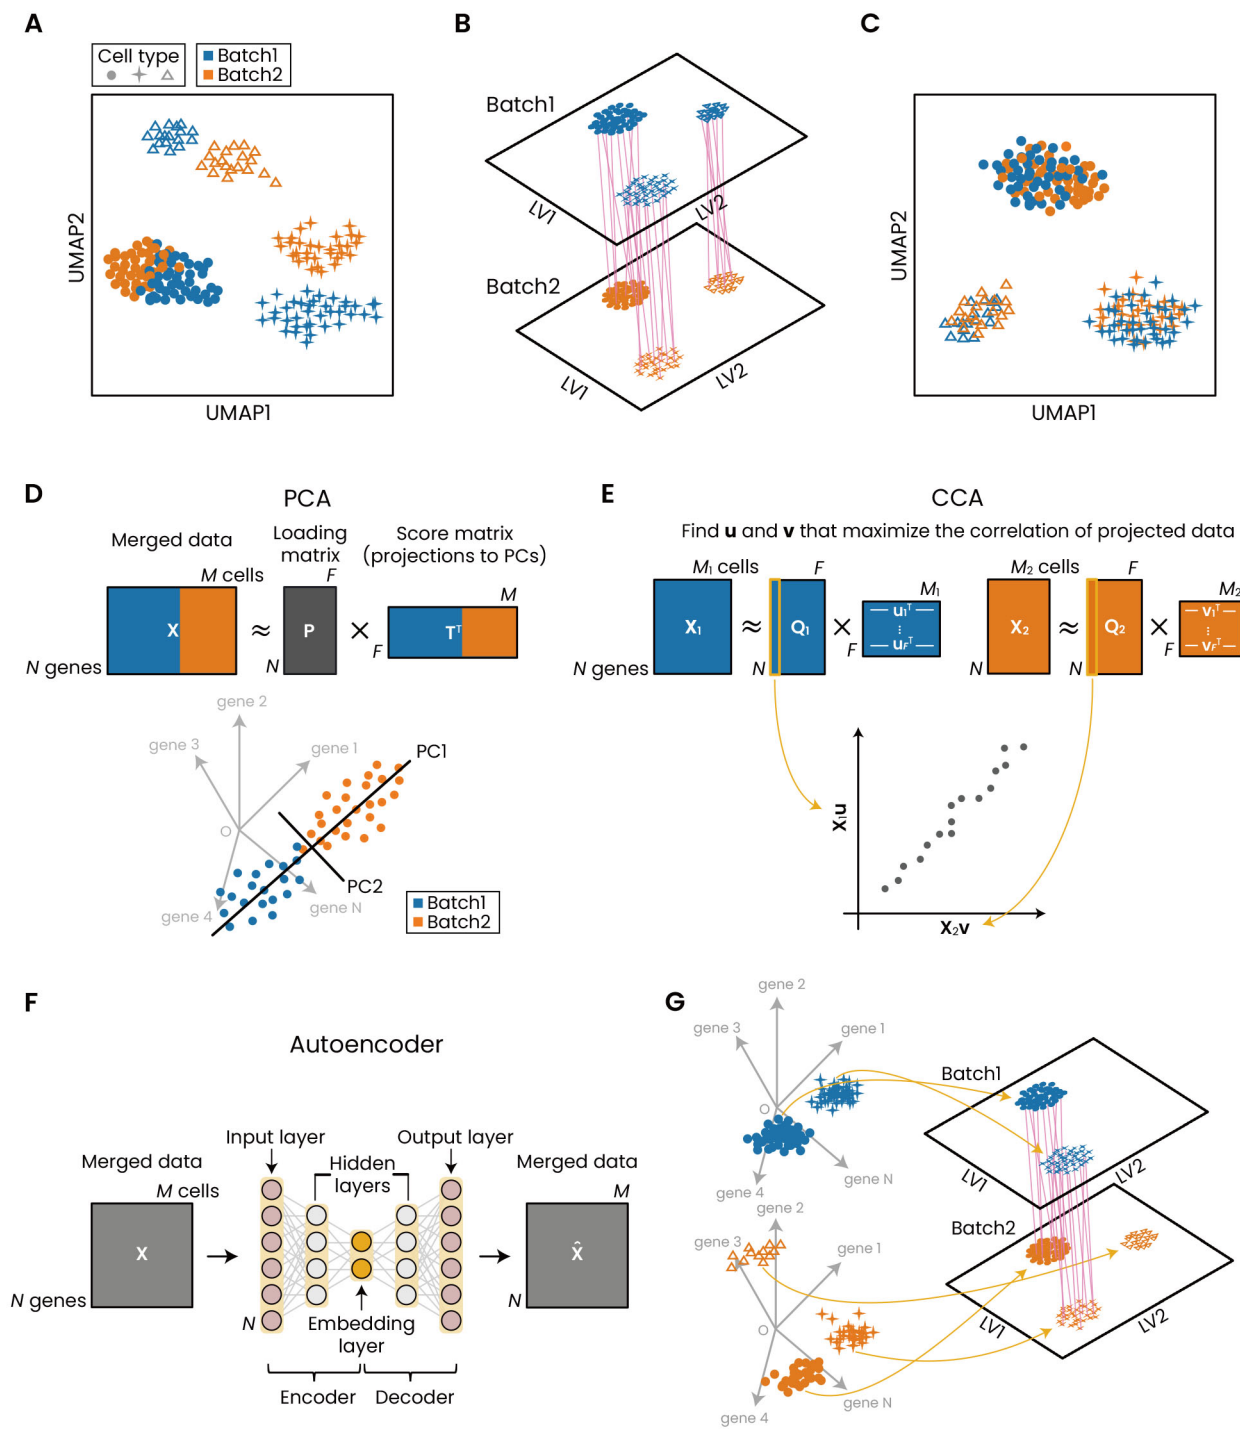 A
Cell type
Batch1
Batch2
UMAP2
UMAP1
B
Batch1
LV1
LV2
Batch2
LV1
LV2
C
UMAP2
UMAP1
D
PCA
Merged data
Loading
matrix
Score matrix
(projections to PCs)
M cells
F
M
X
≈
P
×
Tᵀ
N genes
N
F
gene 2
gene 3
gene 1
PC1
O
PC2
gene 4
gene N
Batch1
Batch2
E
CCA
Find u and v that maximize the correlation of projected data
M₁ cells
F
M₁
M₂ cells
F
M₂
X₁
≈
Q₁
×
— u₁ᵀ —
⋮
— u_Fᵀ —
X₂
≈
Q₂
×
— v₁ᵀ —
⋮
— v_Fᵀ —
N genes
N
F
N
F
X₁u
X₂v
F
Autoencoder
Input layer
Output layer
Merged data
Hidden
layers
Merged data
M cells
M
X
X̂
N genes
N
N
Embedding
layer
Encoder
Decoder
G
gene 2
gene 3
gene 1
O
gene 4
gene N
Batch1
LV1
LV2
gene 2
gene 3
gene 1
O
gene 4
gene N
Batch2
LV1
LV2